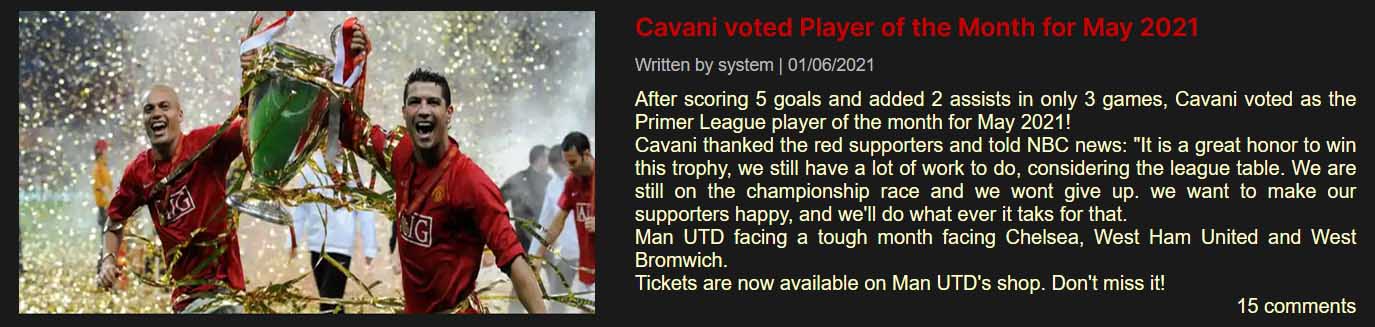 Cavani voted Player of the Month for May 2021
Written by system | 01/06/2021
After scoring 5 goals and added 2 assists in only 3 games, Cavani voted as the
Primer League player of the month for May 2021!
Cavani thanked the red supporters and told NBC news: "It is a great honor to win
this trophy, we still have a lot of work to do, considering the league table. We are
still on the championship race and we wont give up. we want to make our
supporters happy, and we'll do what ever it taks for that.
Man UTD facing a tough month facing Chelsea, West Ham United and West
Bromwich.
Tickets are now available on Man UTD's shop. Don't miss it!
15 comments
AIG
AIG